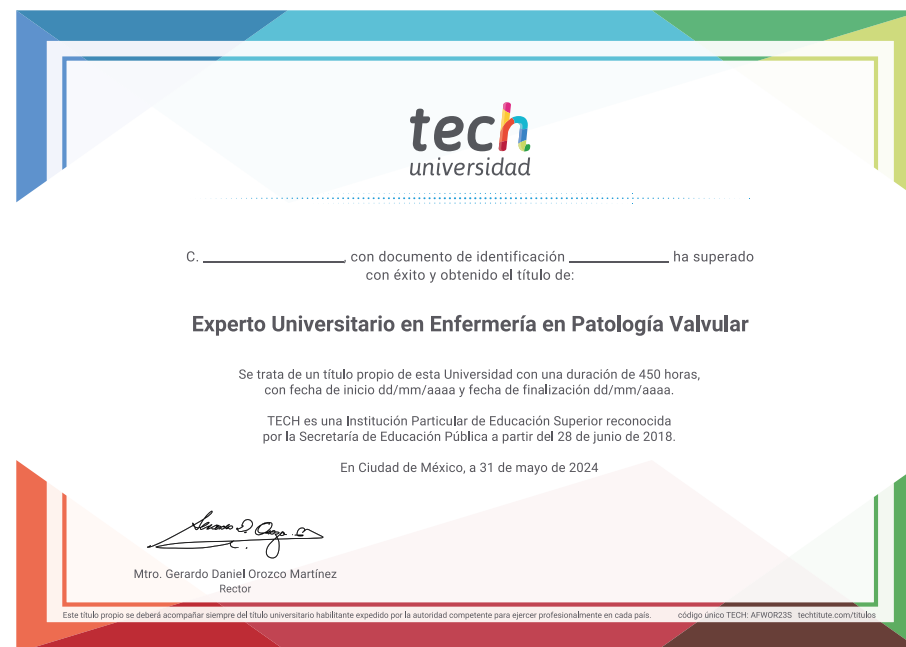 tech
universidad
C. ____________, con documento de identificación ____________ ha superado
con éxito y obtenido el título de:
Experto Universitario en Enfermería en Patología Valvular
Se trata de un título propio de esta Universidad con una duración de 450 horas,
con fecha de inicio dd/mm/aaaa y fecha de finalización dd/mm/aaaa.
TECH es una Institución Particular de Educación Superior reconocida
por la Secretaría de Educación Pública a partir del 28 de junio de 2018.
En Ciudad de México, a 31 de mayo de 2024
Mtro. Gerardo Daniel Orozco Martínez
Rector
Este título propio se deberá acompañar siempre del título universitario habilitante expedido por la autoridad competente para ejercer profesionalmente en cada país. código único TECH: AFWOR23S techtitute.com/titulos